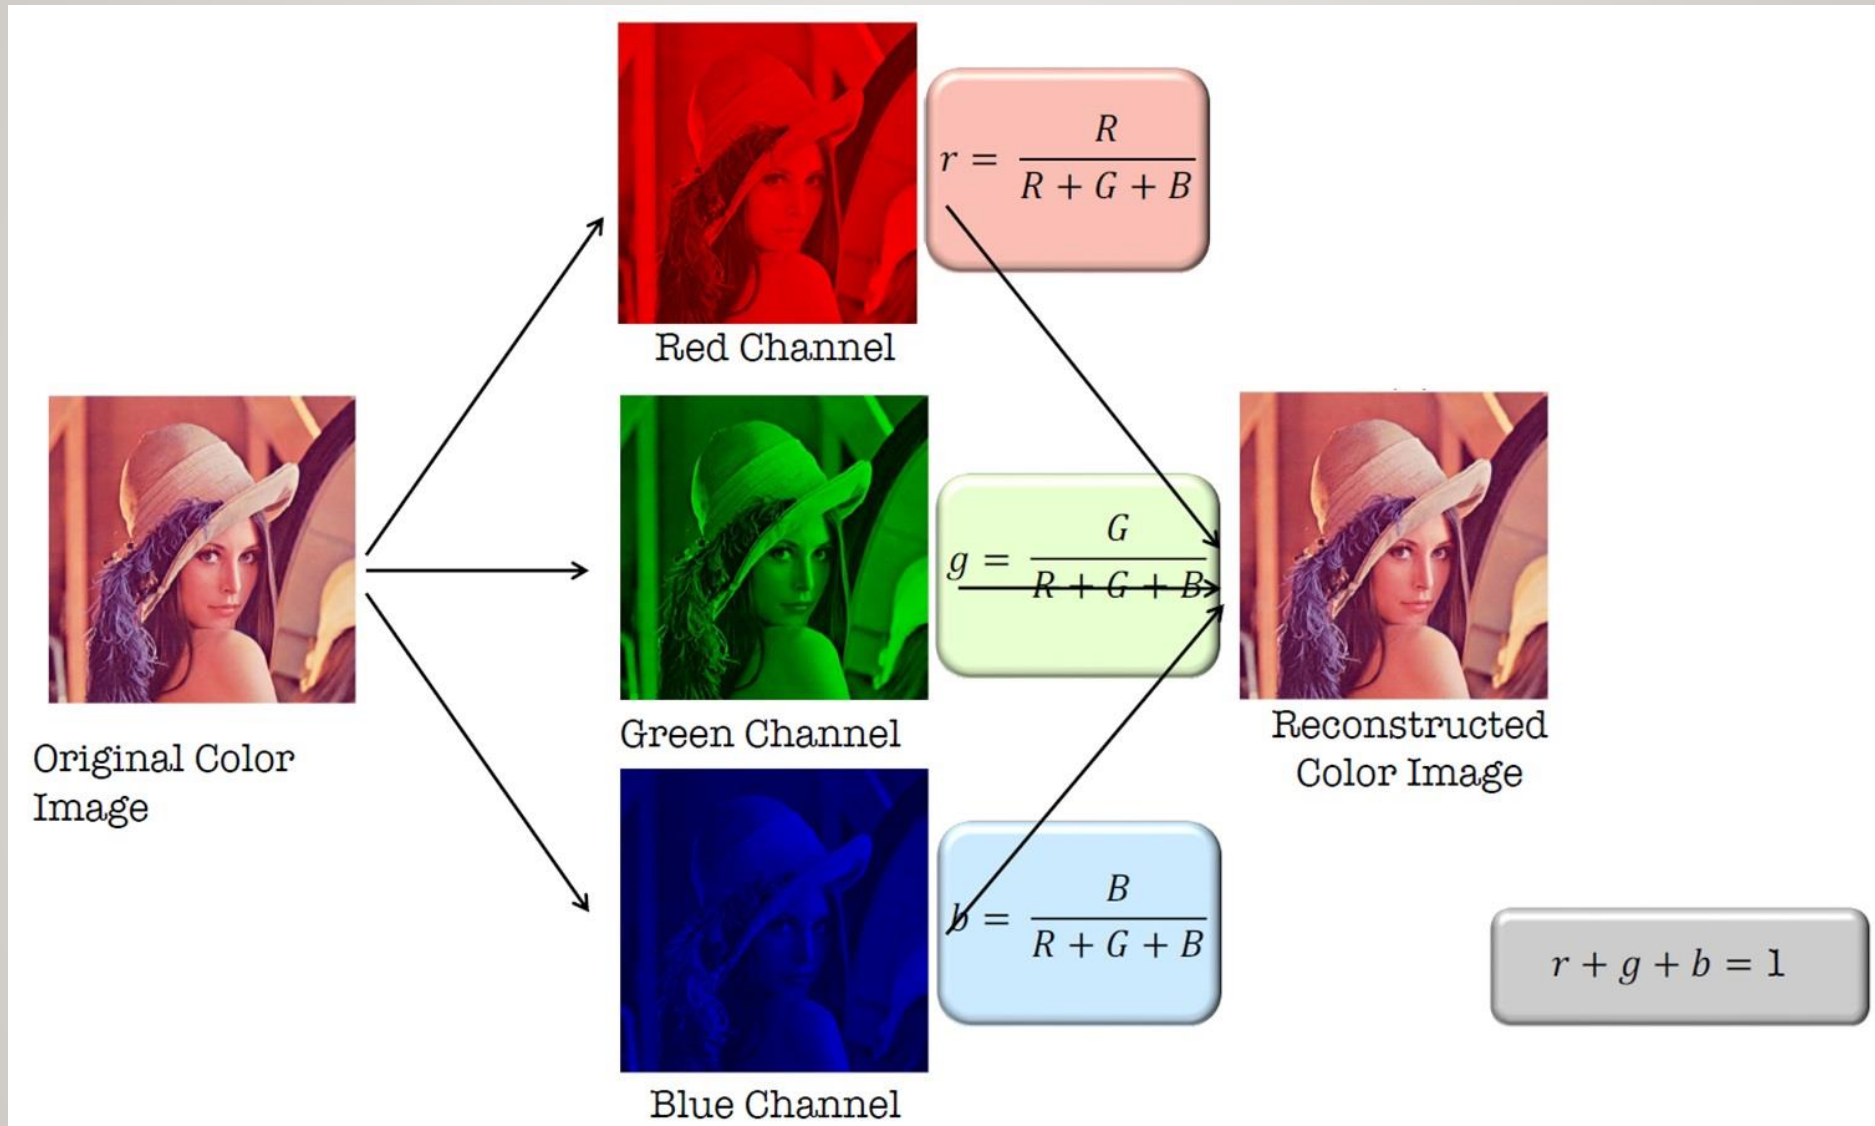 Red Channel
r = R / (R + G + B)
Original Color
Image
Green Channel
g = G / (R + G + B)
Reconstructed
Color Image
Blue Channel
b = B / (R + G + B)
r + g + b = 1